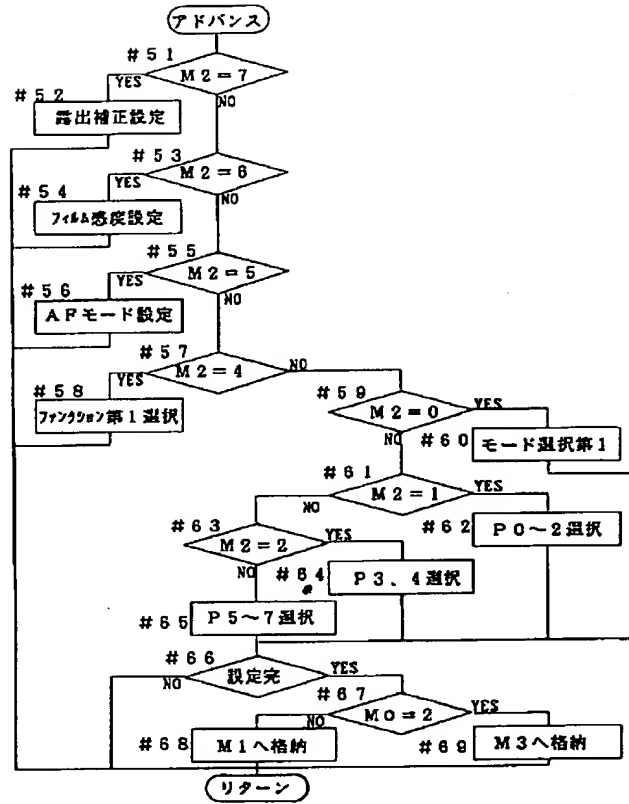 アドバンス
#51
M2=7
YES
NO
#52
露出補正設定
#53
M2=6
YES
NO
#54
フィルム感度設定
#55
M2=5
YES
NO
#56
AFモード設定
#57
M2=4
YES
NO
#58
ファンクション第1選択
#59
M2=0
YES
NO
#60
モード選択第1
#61
M2=1
YES
NO
#62
P0~2選択
#63
M2=2
YES
NO
#64
P3、4選択
#65
P5~7選択
#66
設定完
YES
NO
#67
M0=2
YES
NO
#68
M1へ格納
#69
M3へ格納
リターン